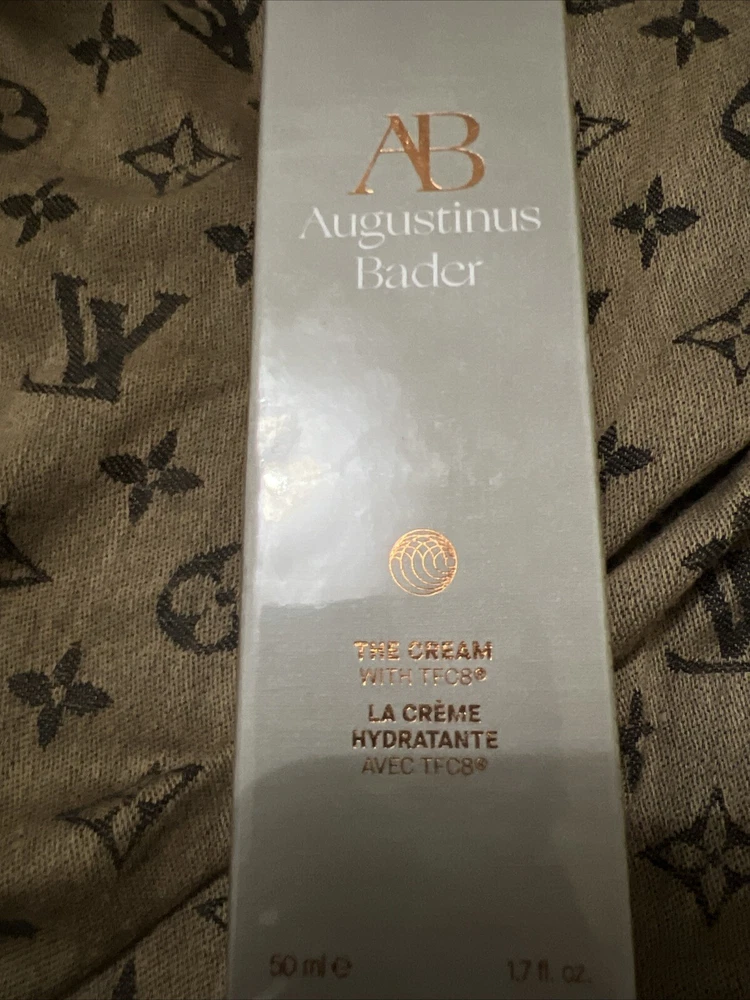 AB
Augustinus
Bader
THE CREAM
WITH TFC8®
LA CRÈME
HYDRATANTE
AVEC TFC8®
50 ml ℮
1.7 fl. oz.